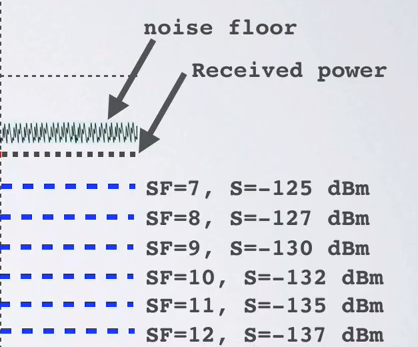 noise floor
Received power
SF=7, S=-125 dBm
SF=8, S=-127 dBm
SF=9, S=-130 dBm
SF=10, S=-132 dBm
SF=11, S=-135 dBm
SF=12, S=-137 dBm